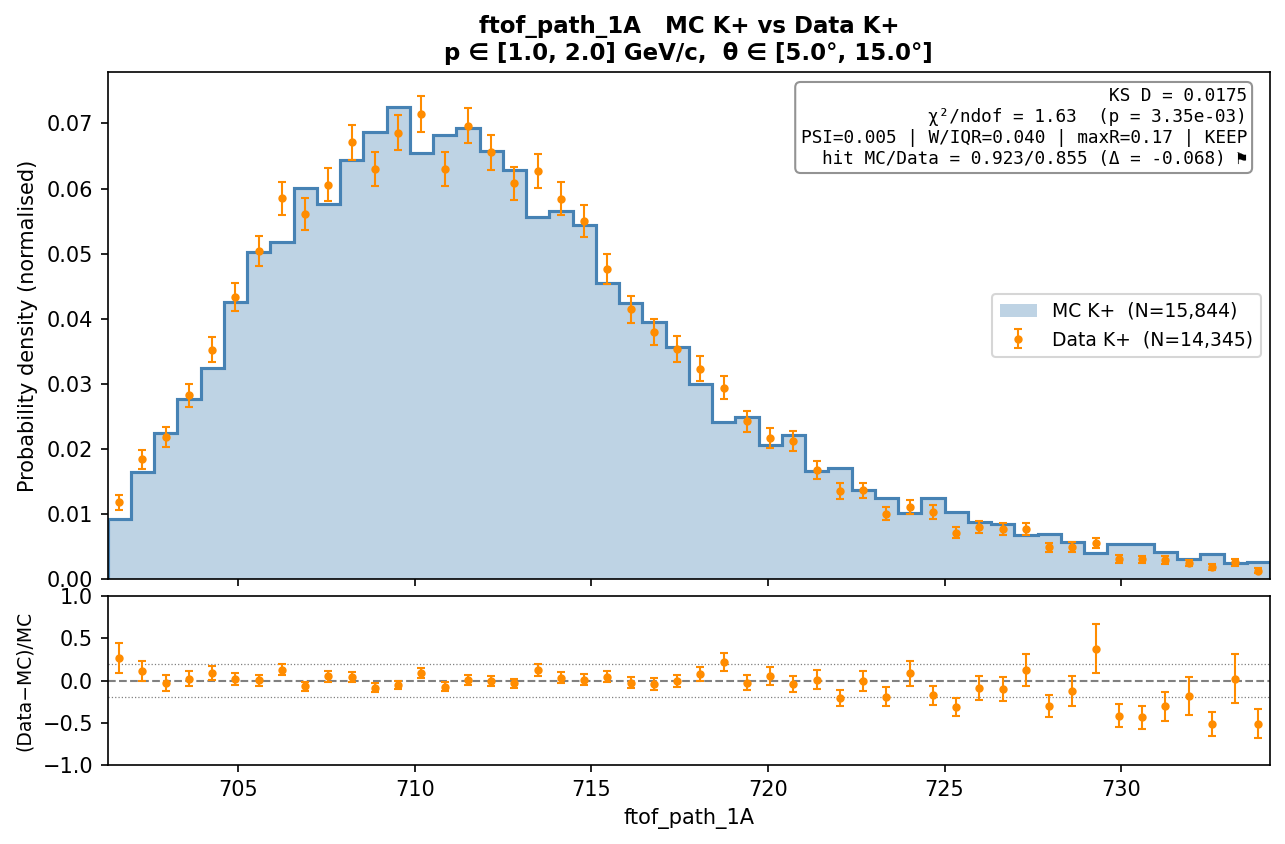 ftof_path_1A   MC K+ vs Data K+
p ∈ [1.0, 2.0] GeV/c,  θ ∈ [5.0°, 15.0°]
KS D = 0.0175
χ²/ndof = 1.63  (p = 3.35e-03)
PSI=0.005 | W/IQR=0.040 | maxR=0.17 | KEEP
hit MC/Data = 0.923/0.855 (Δ = -0.068) ⚑
MC K+  (N=15,844)
Data K+  (N=14,345)
Probability density (normalised)
0.07
0.06
0.05
0.04
0.03
0.02
0.01
0.00
(Data−MC)/MC
1.0
0.5
0.0
−0.5
−1.0
705
710
715
720
725
730
ftof_path_1A